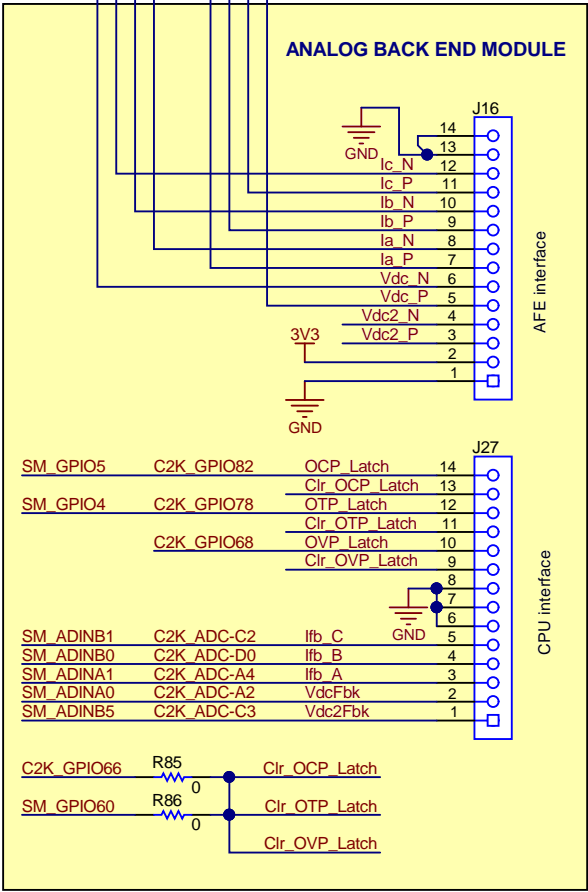 ANALOG BACK END MODULE
J16
14
GND 13
Ic_N 12
Ic_P 11
Ib_N 10
Ib_P 9
Ia_N 8
Ia_P 7
Vdc_N 6
Vdc_P 5
Vdc2_N 4
Vdc2_P 3
3V3 2
1
GND
AFE interface
J27
SM_GPIO5 C2K_GPIO82 OCP_Latch 14
Clr_OCP_Latch 13
SM_GPIO4 C2K_GPIO78 OTP_Latch 12
Clr_OTP_Latch 11
C2K_GPIO68 OVP_Latch 10
Clr_OVP_Latch 9
8
7
GND 6
SM_ADINB1 C2K_ADC-C2 Ifb_C 5
SM_ADINB0 C2K_ADC-D0 Ifb_B 4
SM_ADINA1 C2K_ADC-A4 Ifb_A 3
SM_ADINA0 C2K_ADC-A2 VdcFbk 2
SM_ADINB5 C2K_ADC-C3 Vdc2Fbk 1
CPU interface
C2K_GPIO66 R85 0 Clr_OCP_Latch
SM_GPIO60 R86 0 Clr_OTP_Latch
Clr_OVP_Latch